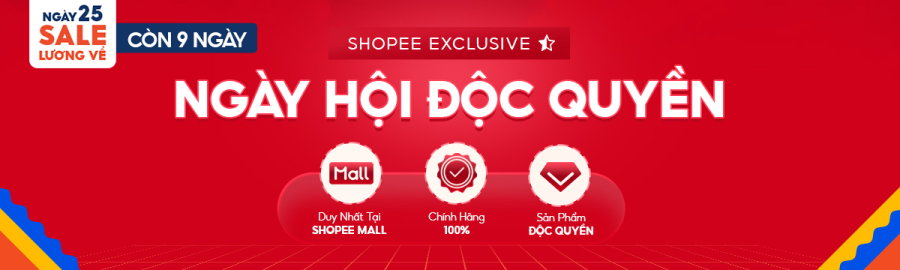 NGÀY 25
SALE
LƯƠNG VỀ
CÒN 9 NGÀY
SHOPEE EXCLUSIVE
NGÀY HỘI ĐỘC QUYỀN
Mall
Duy Nhất Tại
SHOPEE MALL
Chính Hãng
100%
Sản Phẩm
ĐỘC QUYỀN